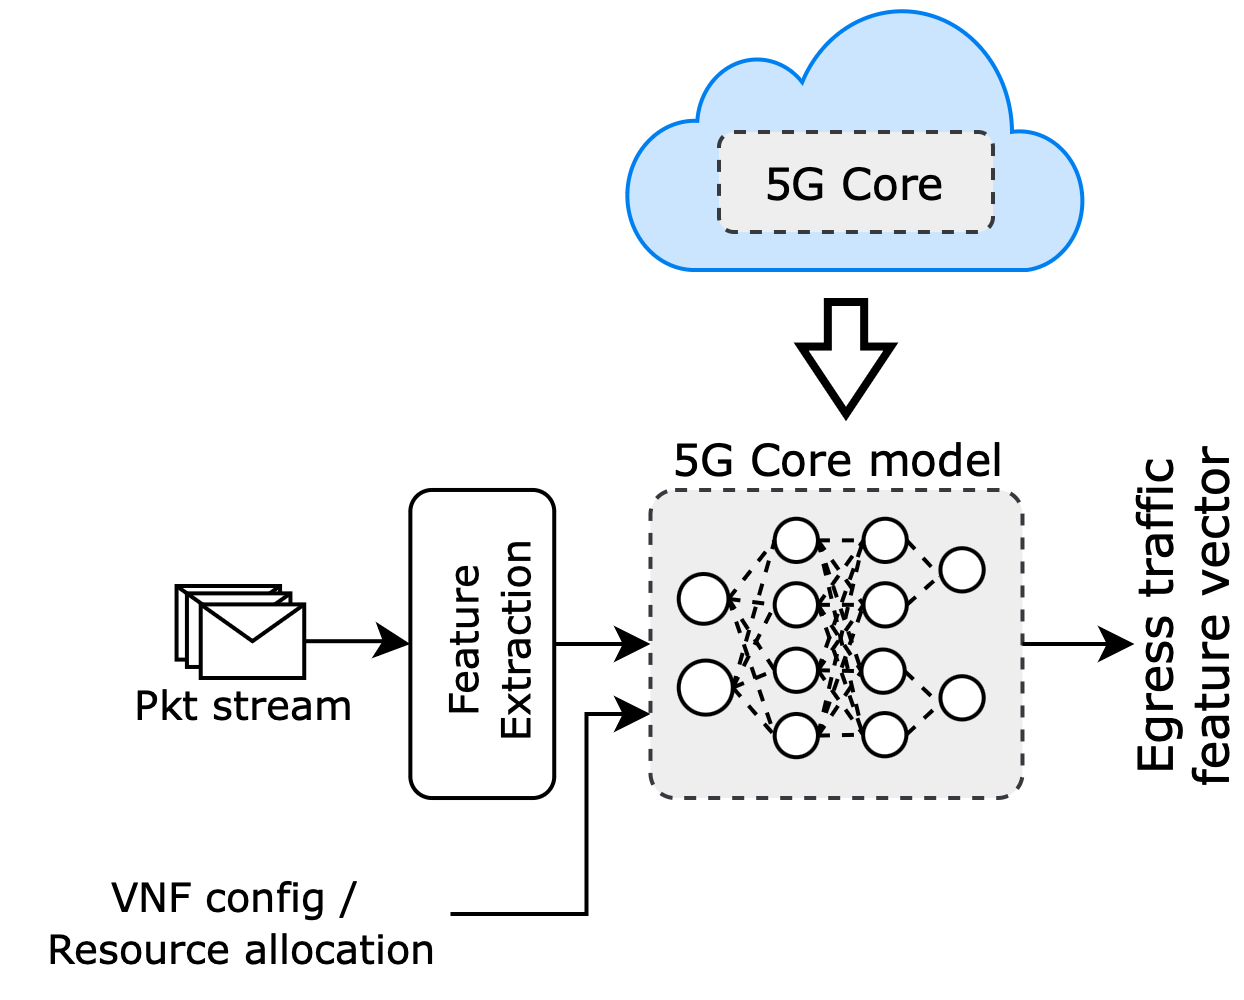 5G Core
5G Core model
Feature
Extraction
Pkt stream
VNF config /
Resource allocation
Egress traffic
feature vector